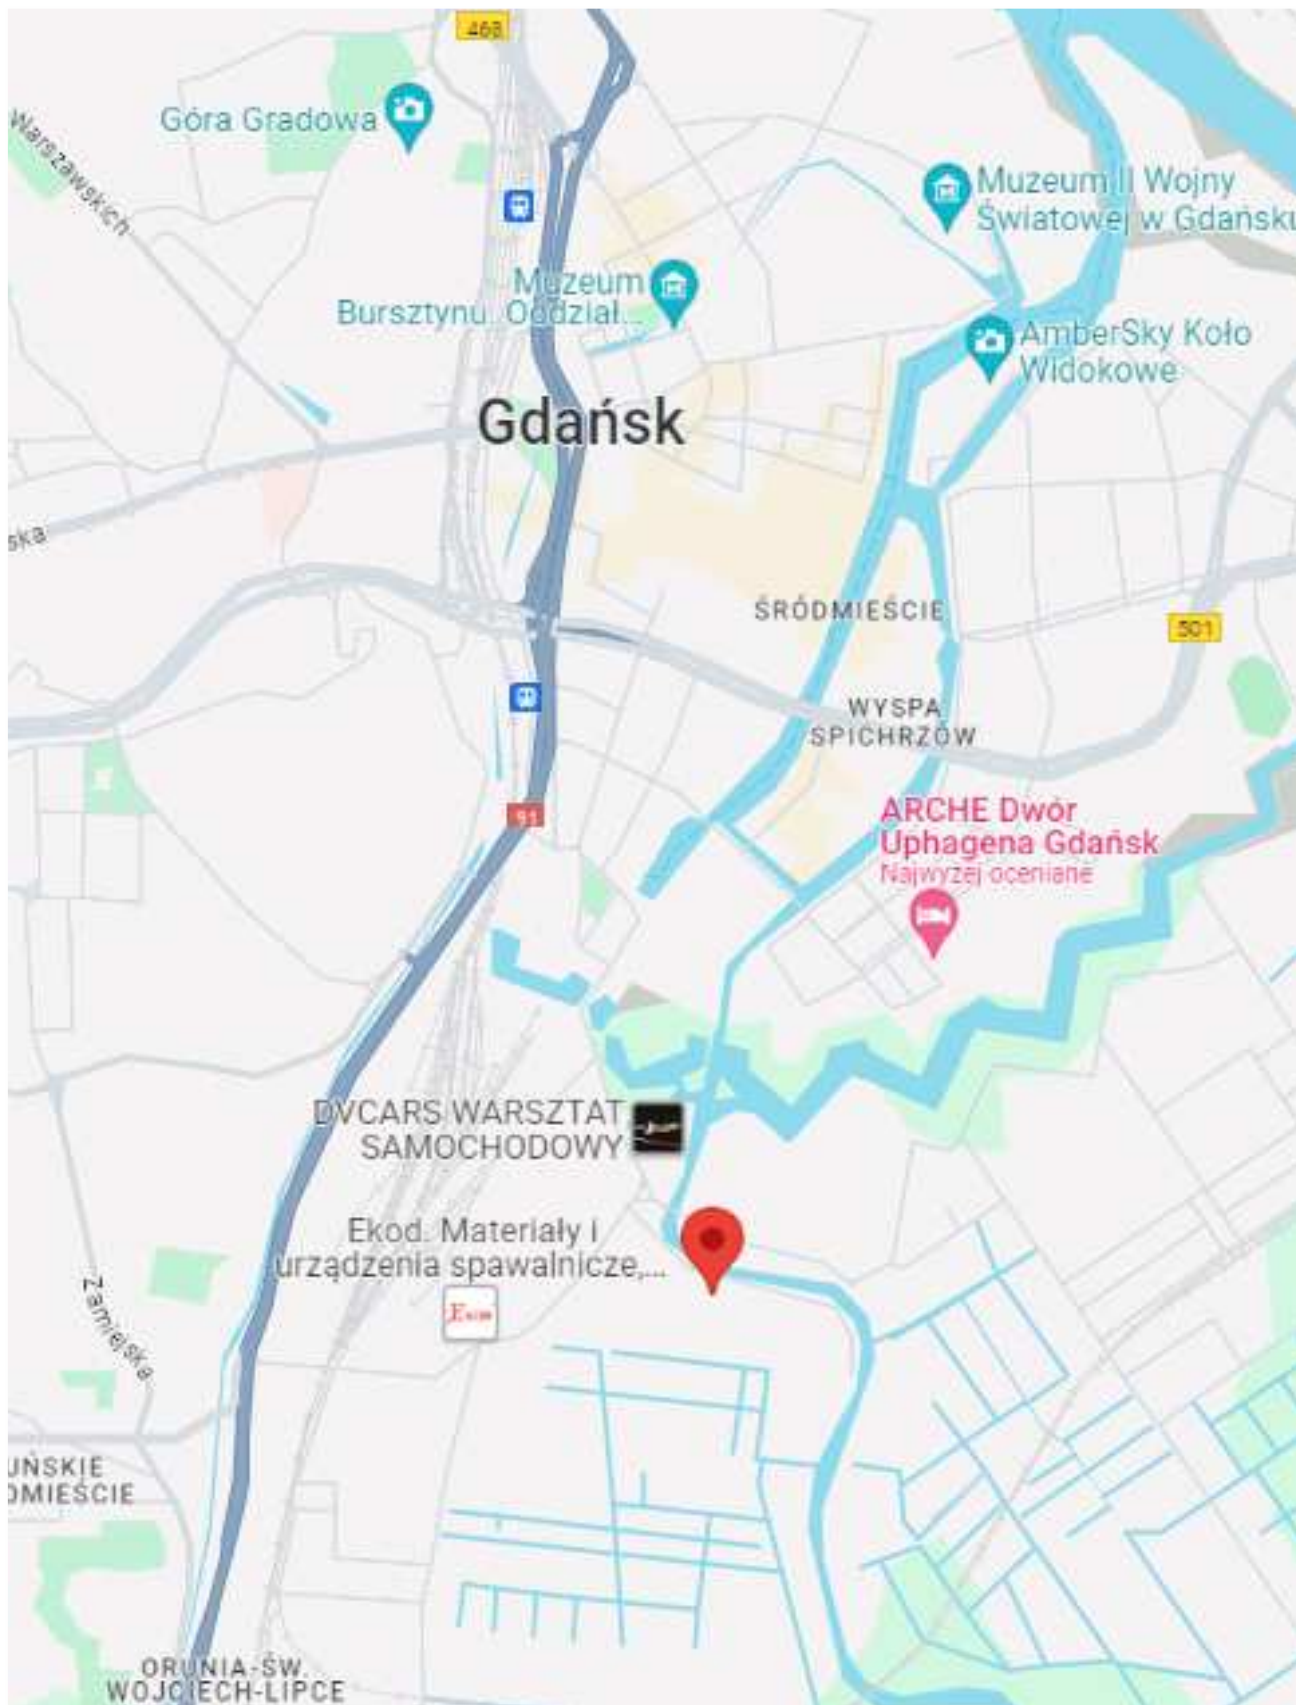 468
Góra Gradowa
Warszawskich
Muzeum II Wojny
Światowej w Gdańsku
Muzeum
Bursztynu. Oddział...
AmberSky Koło
Widokowe
Gdańsk
ska
ŚRÓDMIEŚCIE
501
WYSPA
SPICHRZÓW
91
ARCHE Dwór
Uphagena Gdańsk
Najwyżej oceniane
DVCARS WARSZTAT
SAMOCHODOWY
Ekod. Materiały i
urządzenia spawalnicze,...
Zamiejska
UŃSKIE
OMIEŚCIE
ORUNIA-ŚW.
WOJCIECH-LIPCE